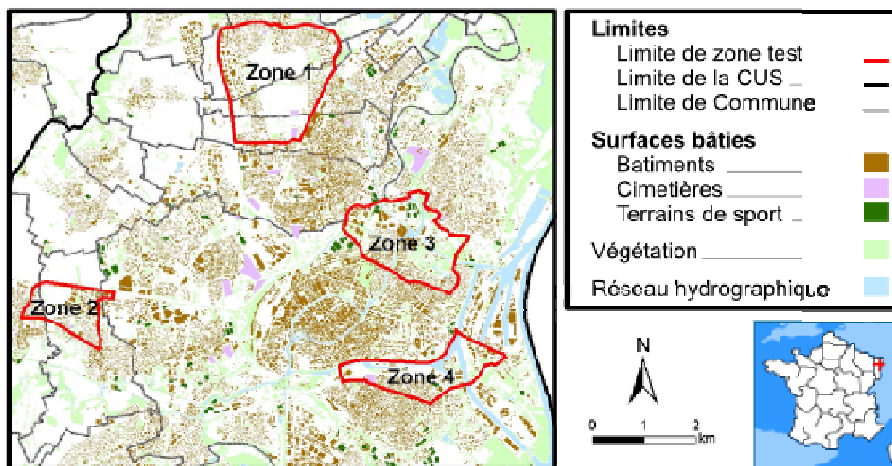 Zone 1
Zone 2
Zone 3
Zone 4
Limites
Limite de zone test
Limite de la CUS
Limite de Commune
Surfaces bâties
Batiments
Cimetières
Terrains de sport
Végétation
Réseau hydrographique
N
0 1 2
km